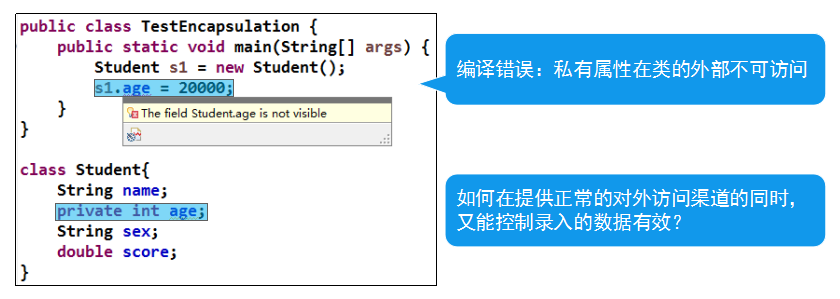 public class TestEncapsulation {
public static void main(String[] args) {
Student s1 = new Student();
s1.age = 20000;
}
The field Student.age is not visible
}
class Student{
String name;
private int age;
String sex;
double score;
}
编译错误：私有属性在类的外部不可访问
如何在提供正常的对外访问渠道的同时，
又能控制录入的数据有效？